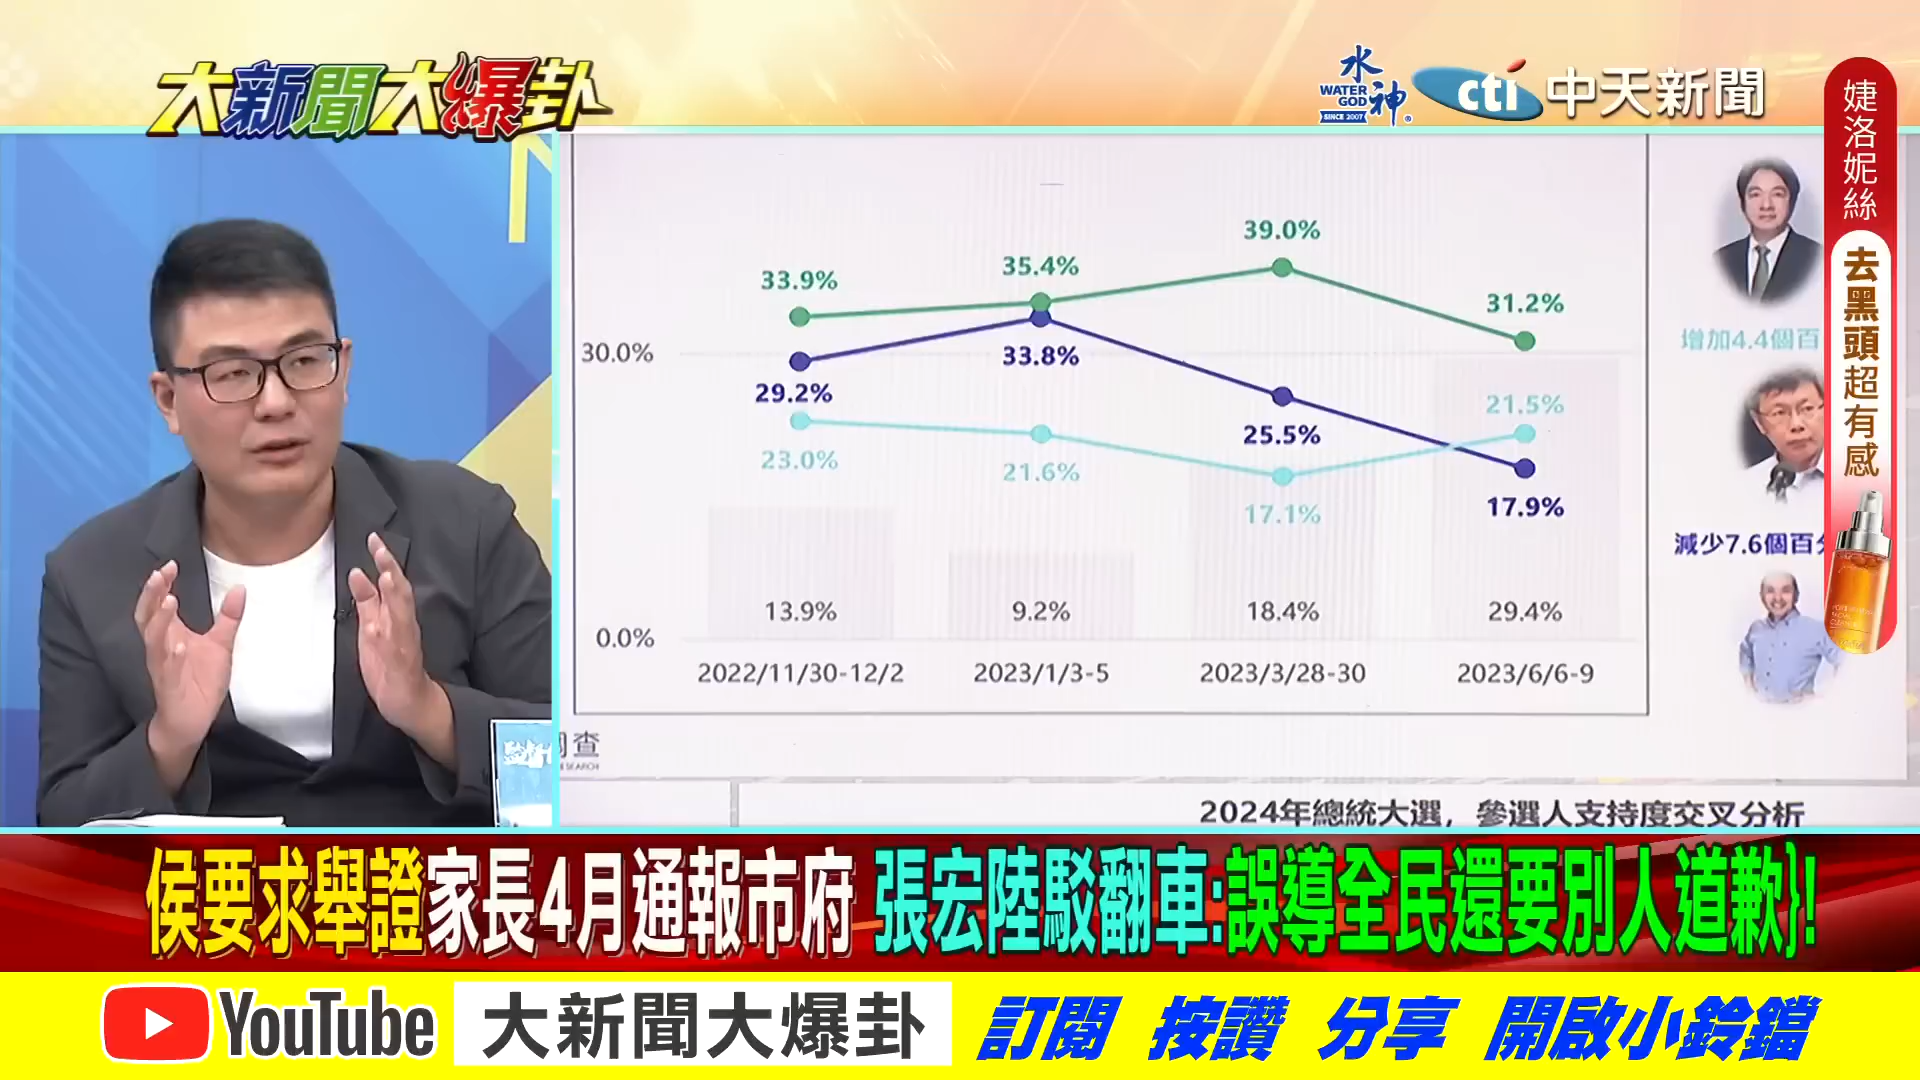 大新聞大爆卦
水神
WATER GOD
SINCE 2007
cti 中天新聞
婕洛妮絲
去黑頭超有感
39.0%
35.4%
33.9%
31.2%
30.0%
33.8%
29.2%
25.5%
21.5%
23.0%
21.6%
17.1%
17.9%
13.9%
9.2%
18.4%
29.4%
0.0%
2022/11/30-12/2
2023/1/3-5
2023/3/28-30
2023/6/6-9
增加4.4個百
減少7.6個百
查
2024年總統大選，參選人支持度交叉分析
侯要求舉證家長4月通報市府 張宏陸駁翻車:誤導全民還要別人道歉}!
YouTube 大新聞大爆卦 訂閱 按讚 分享 開啟小鈴鐺